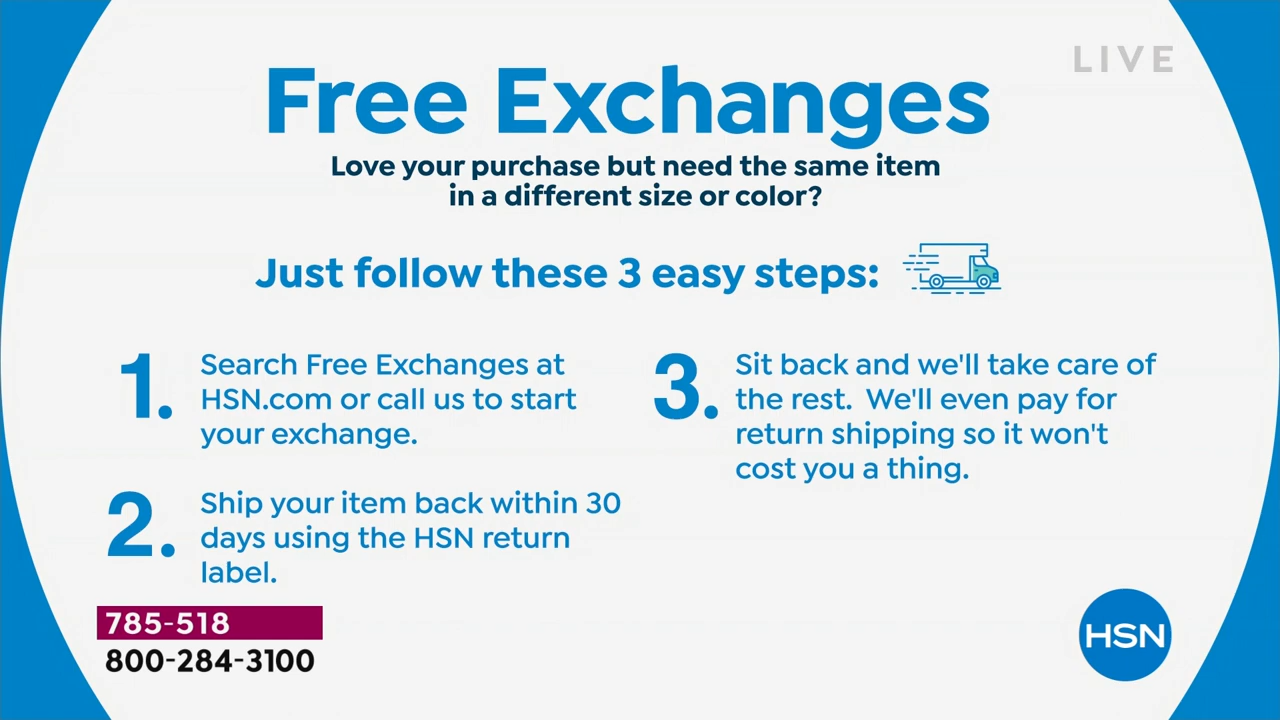 LIVE
Free Exchanges
Love your purchase but need the same item
in a different size or color?
Just follow these 3 easy steps:
1. Search Free Exchanges at
HSN.com or call us to start
your exchange.
2. Ship your item back within 30
days using the HSN return
label.
3. Sit back and we'll take care of
the rest. We'll even pay for
return shipping so it won't
cost you a thing.
785-518
800-284-3100
HSN